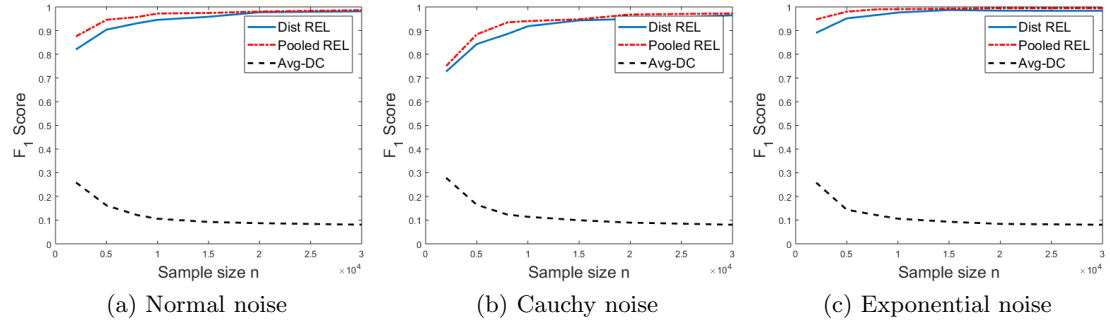 1
0.9
0.8
0.7
0.6
0.5
0.4
0.3
0.2
0.1
0
F1 Score
Dist REL
Pooled REL
Avg-DC
0 0.5 1 1.5 2 2.5 3
Sample size n
×10^4
(a) Normal noise
1
0.9
0.8
0.7
0.6
0.5
0.4
0.3
0.2
0.1
0
F1 Score
Dist REL
Pooled REL
Avg-DC
0 0.5 1 1.5 2 2.5 3
Sample size n
×10^4
(b) Cauchy noise
1
0.9
0.8
0.7
0.6
0.5
0.4
0.3
0.2
0.1
0
F1 Score
Dist REL
Pooled REL
Avg-DC
0 0.5 1 1.5 2 2.5 3
Sample size n
×10^4
(c) Exponential noise